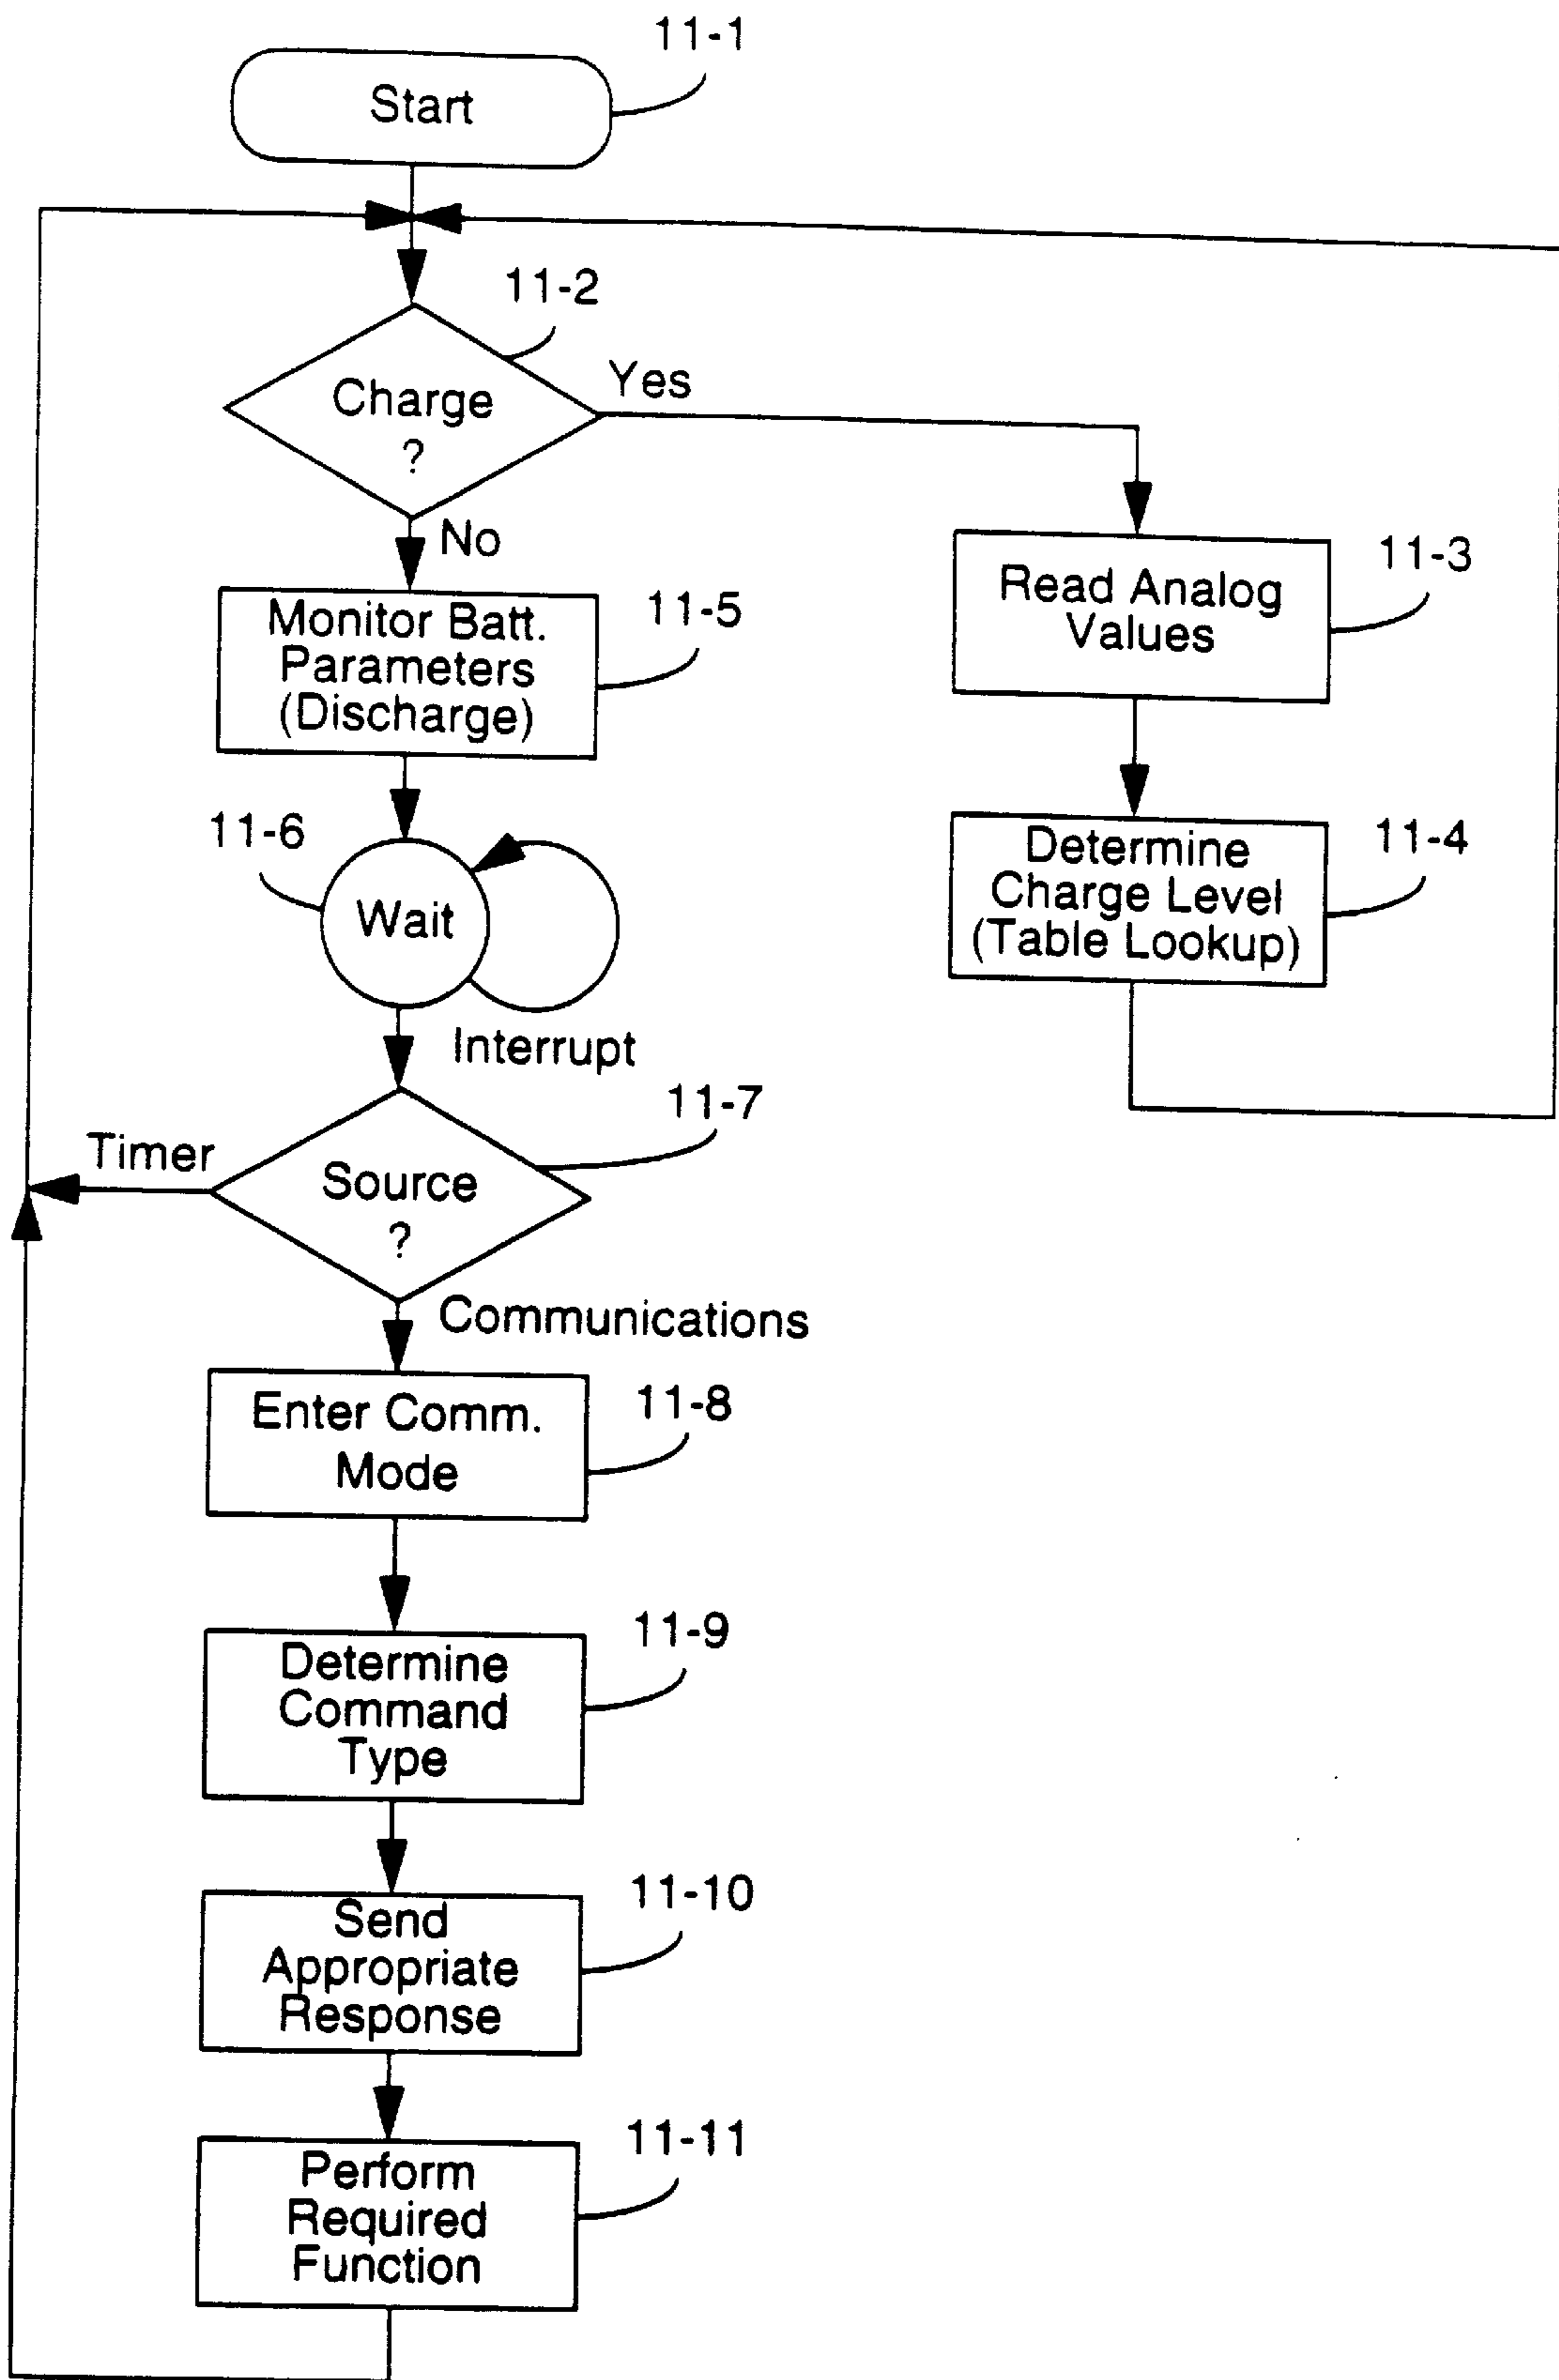 11-1
Start
11-2
Charge
?
Yes
No
11-3
Read Analog
Values
11-5
Monitor Batt.
Parameters
(Discharge)
11-4
Determine
Charge Level
(Table Lookup)
11-6
Wait
Interrupt
11-7
Timer
Source
?
Communications
11-8
Enter Comm.
Mode
11-9
Determine
Command
Type
11-10
Send
Appropriate
Response
11-11
Perform
Required
Function